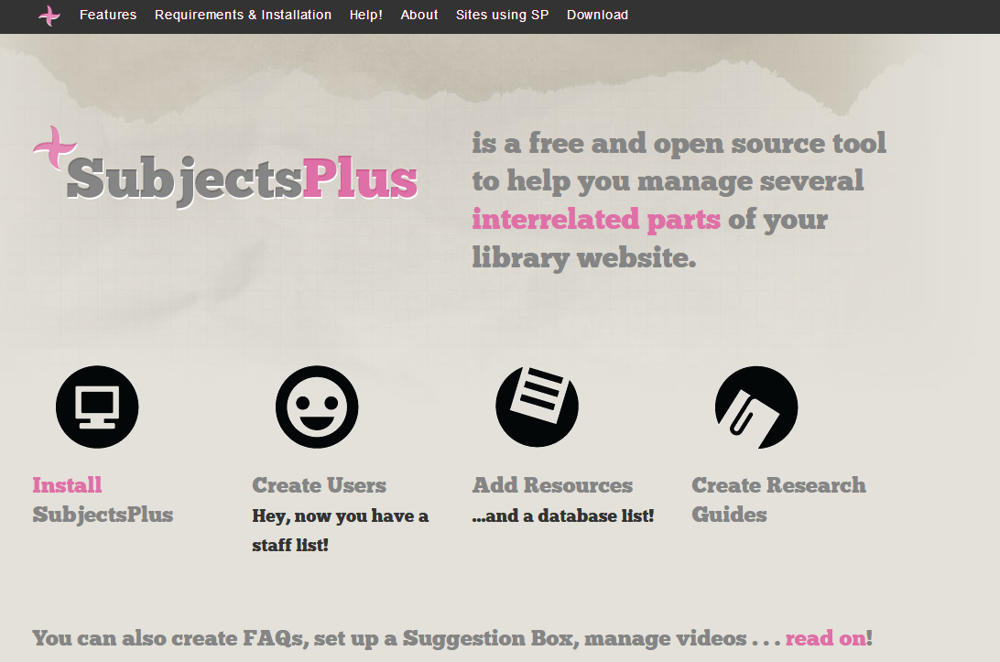 Features Requirements & Installation Help! About Sites using SP Download
SubjectsPlus
is a free and open source tool
to help you manage several
interrelated parts of your
library website.
Install
SubjectsPlus
Create Users
Hey, now you have a
staff list!
Add Resources
...and a database list!
Create Research
Guides
You can also create FAQs, set up a Suggestion Box, manage videos . . . read on!